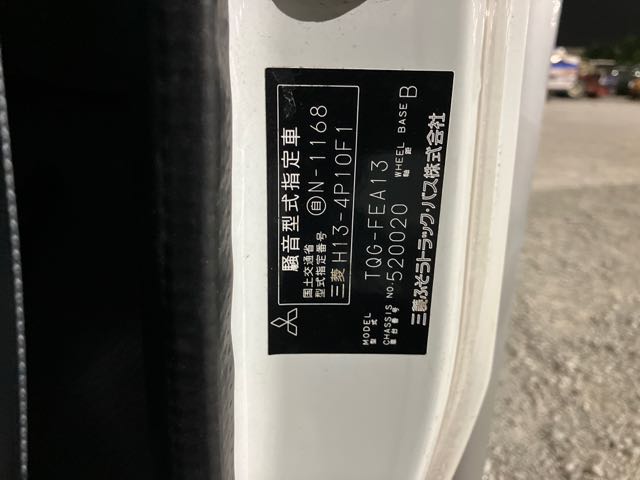 騒音型式指定車
国土交通省
型式指定番号 自N-1168
三菱 H13-4P10F1
MODEL
型式 TQG-FEA13
CHASSIS NO. 520020 WHEEL BASE B
車台番号 軸距
三菱ふそうトラック・バス株式会社